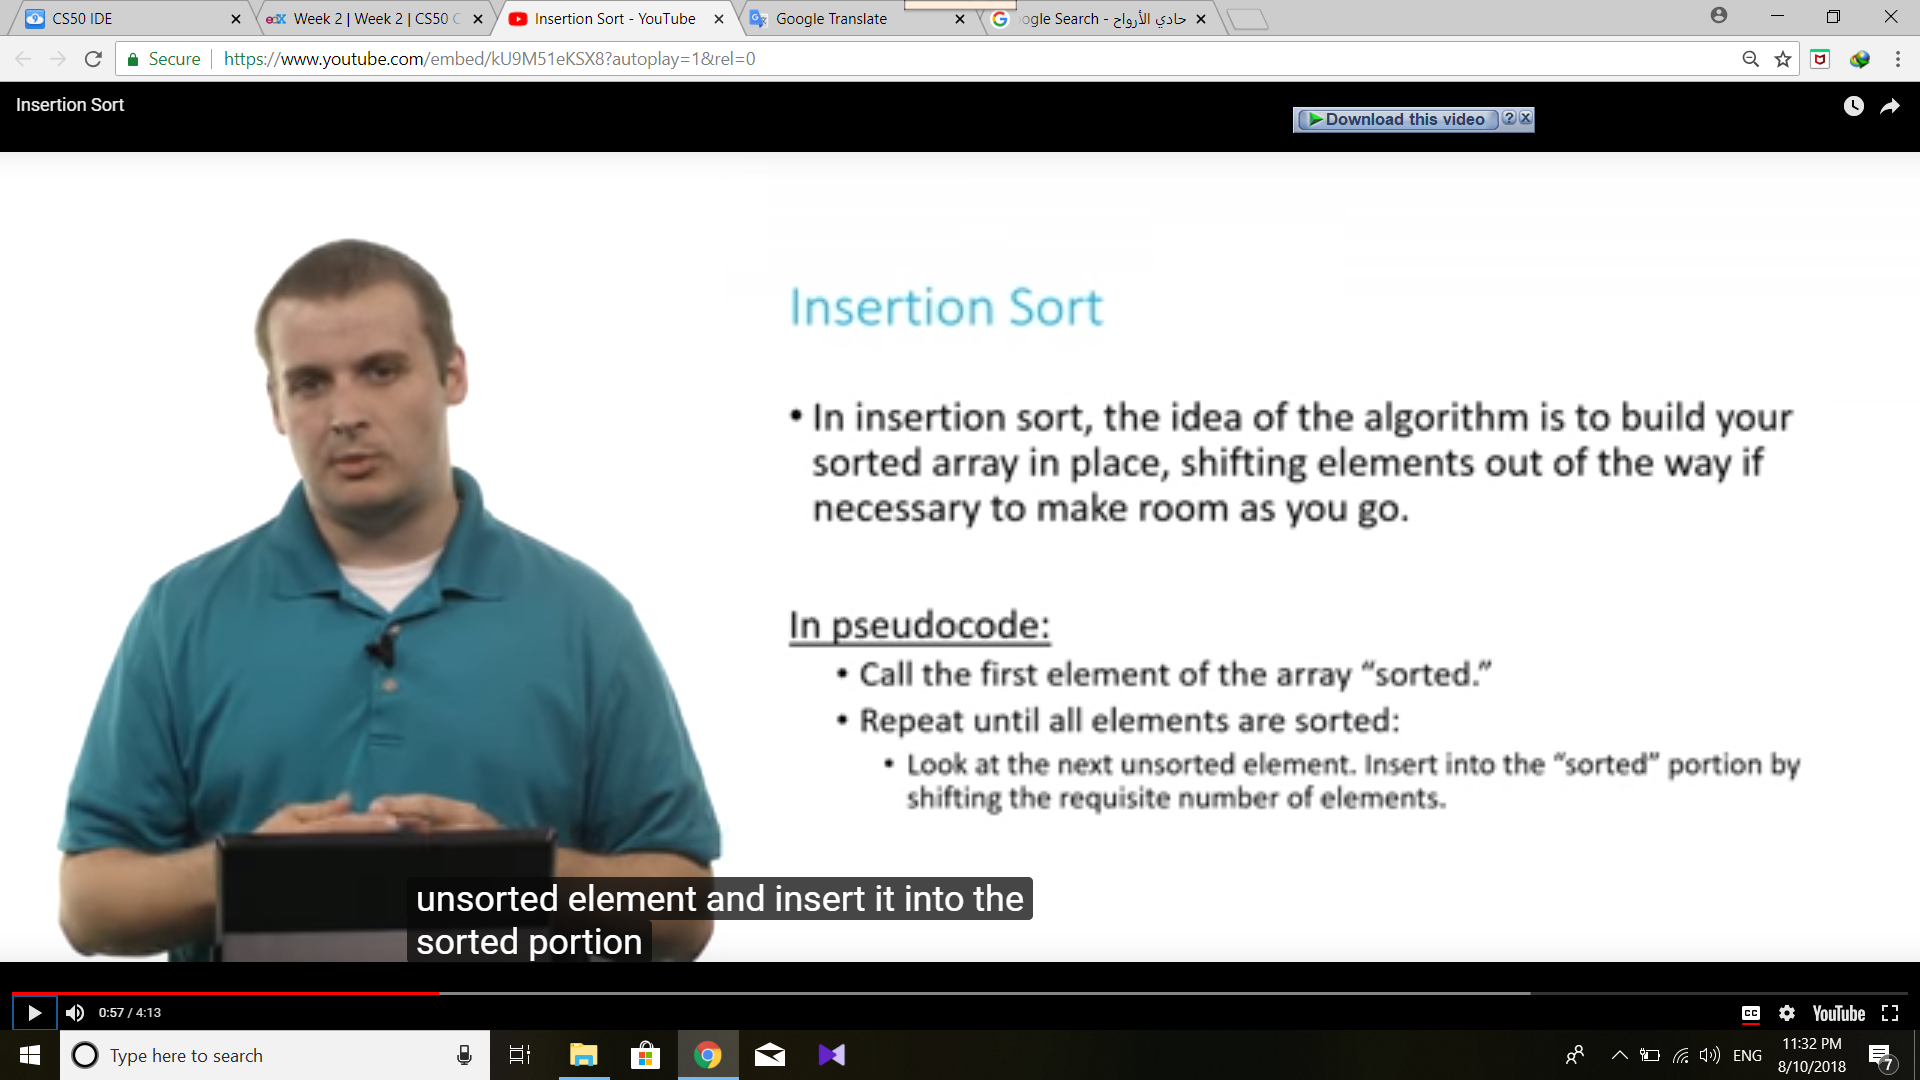 CS50 IDE
edX Week 2 | Week 2 | CS50
Insertion Sort - YouTube
Google Translate
حادي الأرواح - ogle Search
Secure
https://www.youtube.com/embed/kU9M51eKSX8?autoplay=1&rel=0
Insertion Sort
Download this video
?
Insertion Sort
• In insertion sort, the idea of the algorithm is to build your
sorted array in place, shifting elements out of the way if
necessary to make room as you go.
In pseudocode:
• Call the first element of the array “sorted.”
• Repeat until all elements are sorted:
• Look at the next unsorted element. Insert into the “sorted” portion by
shifting the requisite number of elements.
unsorted element and insert it into the
sorted portion
0:57 / 4:13
CC
YouTube
Type here to search
ENG
11:32 PM
8/10/2018
7